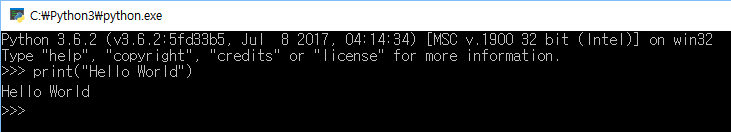 C:₩Python3₩python.exe
Python 3.6.2 (v3.6.2:5fd33b5, Jul  8 2017, 04:14:34) [MSC v.1900 32 bit (Intel)] on win32
Type "help", "copyright", "credits" or "license" for more information.
>>> print("Hello World")
Hello World
>>>